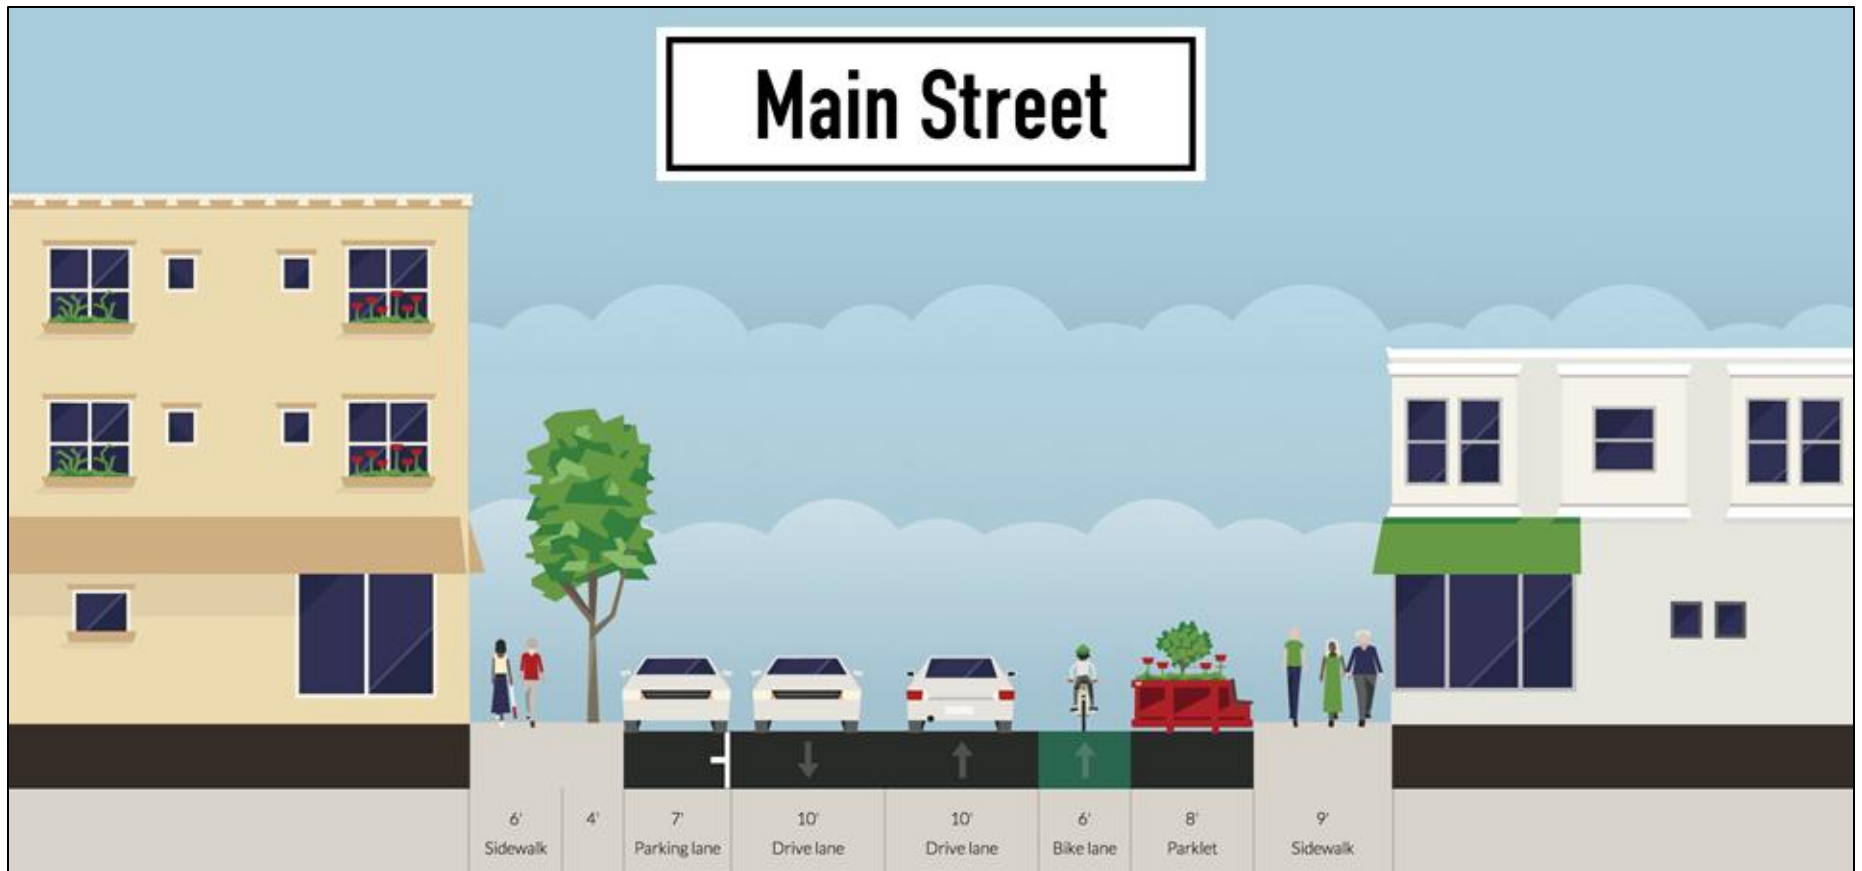 Main Street
6' 4' 7' 10' 10' 6' 8' 9'
Sidewalk Parking lane Drive lane Drive lane Bike lane Parklet Sidewalk